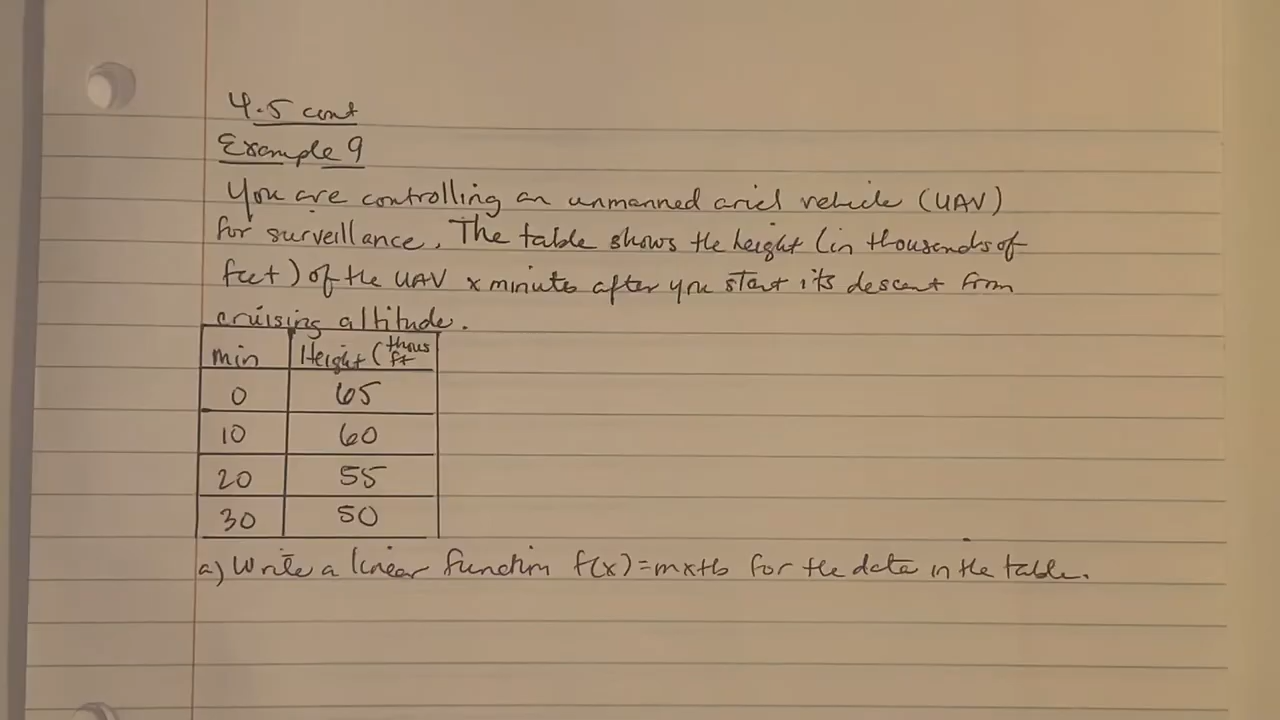 4.5 cont
Example 9
You are controlling an unmanned ariel vehicle (UAV)
for surveillance. The table shows the height (in thousands of
feet) of the UAV x minutes after you start its descent from
cruising altitude.
min Height (thous ft
0 65
10 60
20 55
30 50
a) Write a linear function f(x)=mx+b for the data in the table.